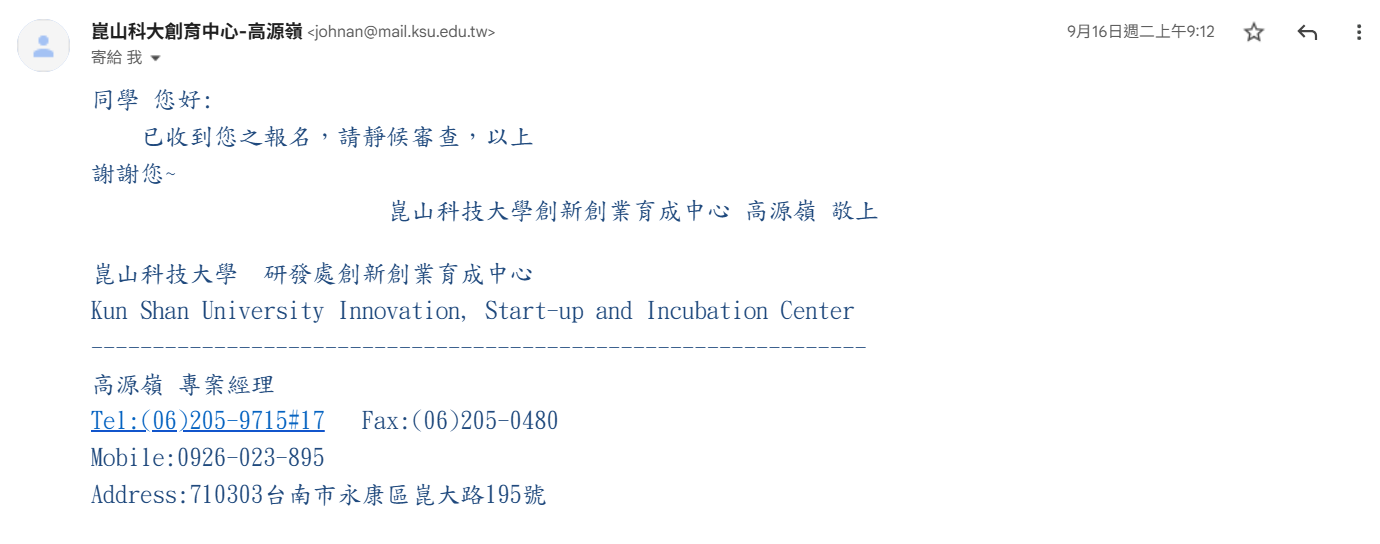 崑山科大創育中心-高源嶺 <johnan@mail.ksu.edu.tw>
9月16日週二上午9:12
寄給 我
同學 您好:
已收到您之報名，請靜候審查，以上
謝謝您~
崑山科技大學創新創業育成中心 高源嶺 敬上
崑山科技大學 研發處創新創業育成中心
Kun Shan University Innovation, Start-up and Incubation Center
---------------------------------------------------------------
高源嶺 專案經理
Tel:(06)205-9715#17 Fax:(06)205-0480
Mobile:0926-023-895
Address:710303台南市永康區崑大路195號